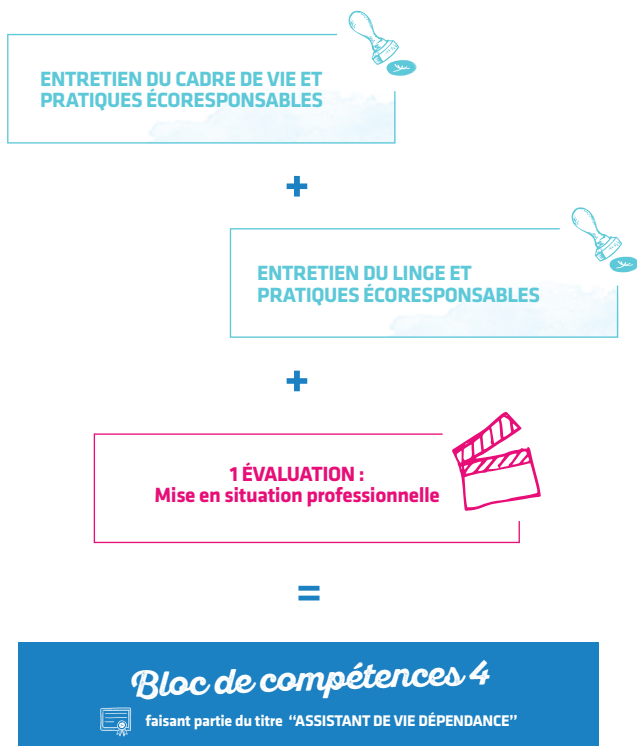 ENTRETIEN DU CADRE DE VIE ET
PRATIQUES ÉCORESPONSABLES
+
ENTRETIEN DU LINGE ET
PRATIQUES ÉCORESPONSABLES
+
1 ÉVALUATION :
Mise en situation professionnelle
=
Bloc de compétences 4
faisant partie du titre "ASSISTANT DE VIE DÉPENDANCE"